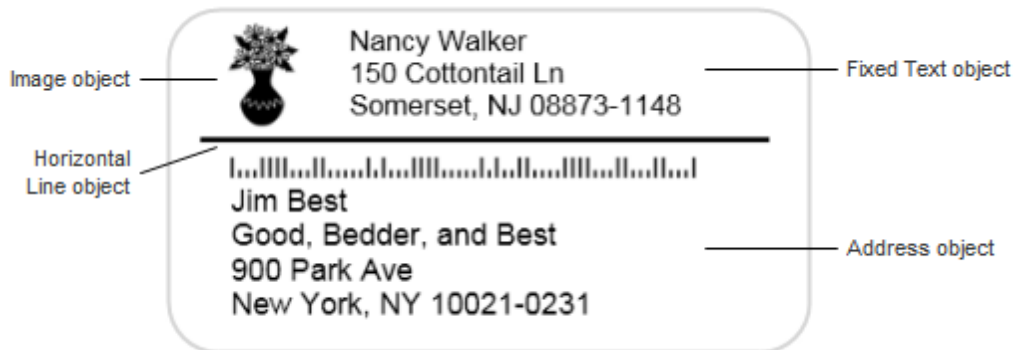 Nancy Walker
150 Cottontail Ln
Somerset, NJ 08873-1148
Image object
Fixed Text object
Horizontal
Line object
Jim Best
Good, Bedder, and Best
900 Park Ave
New York, NY 10021-0231
Address object